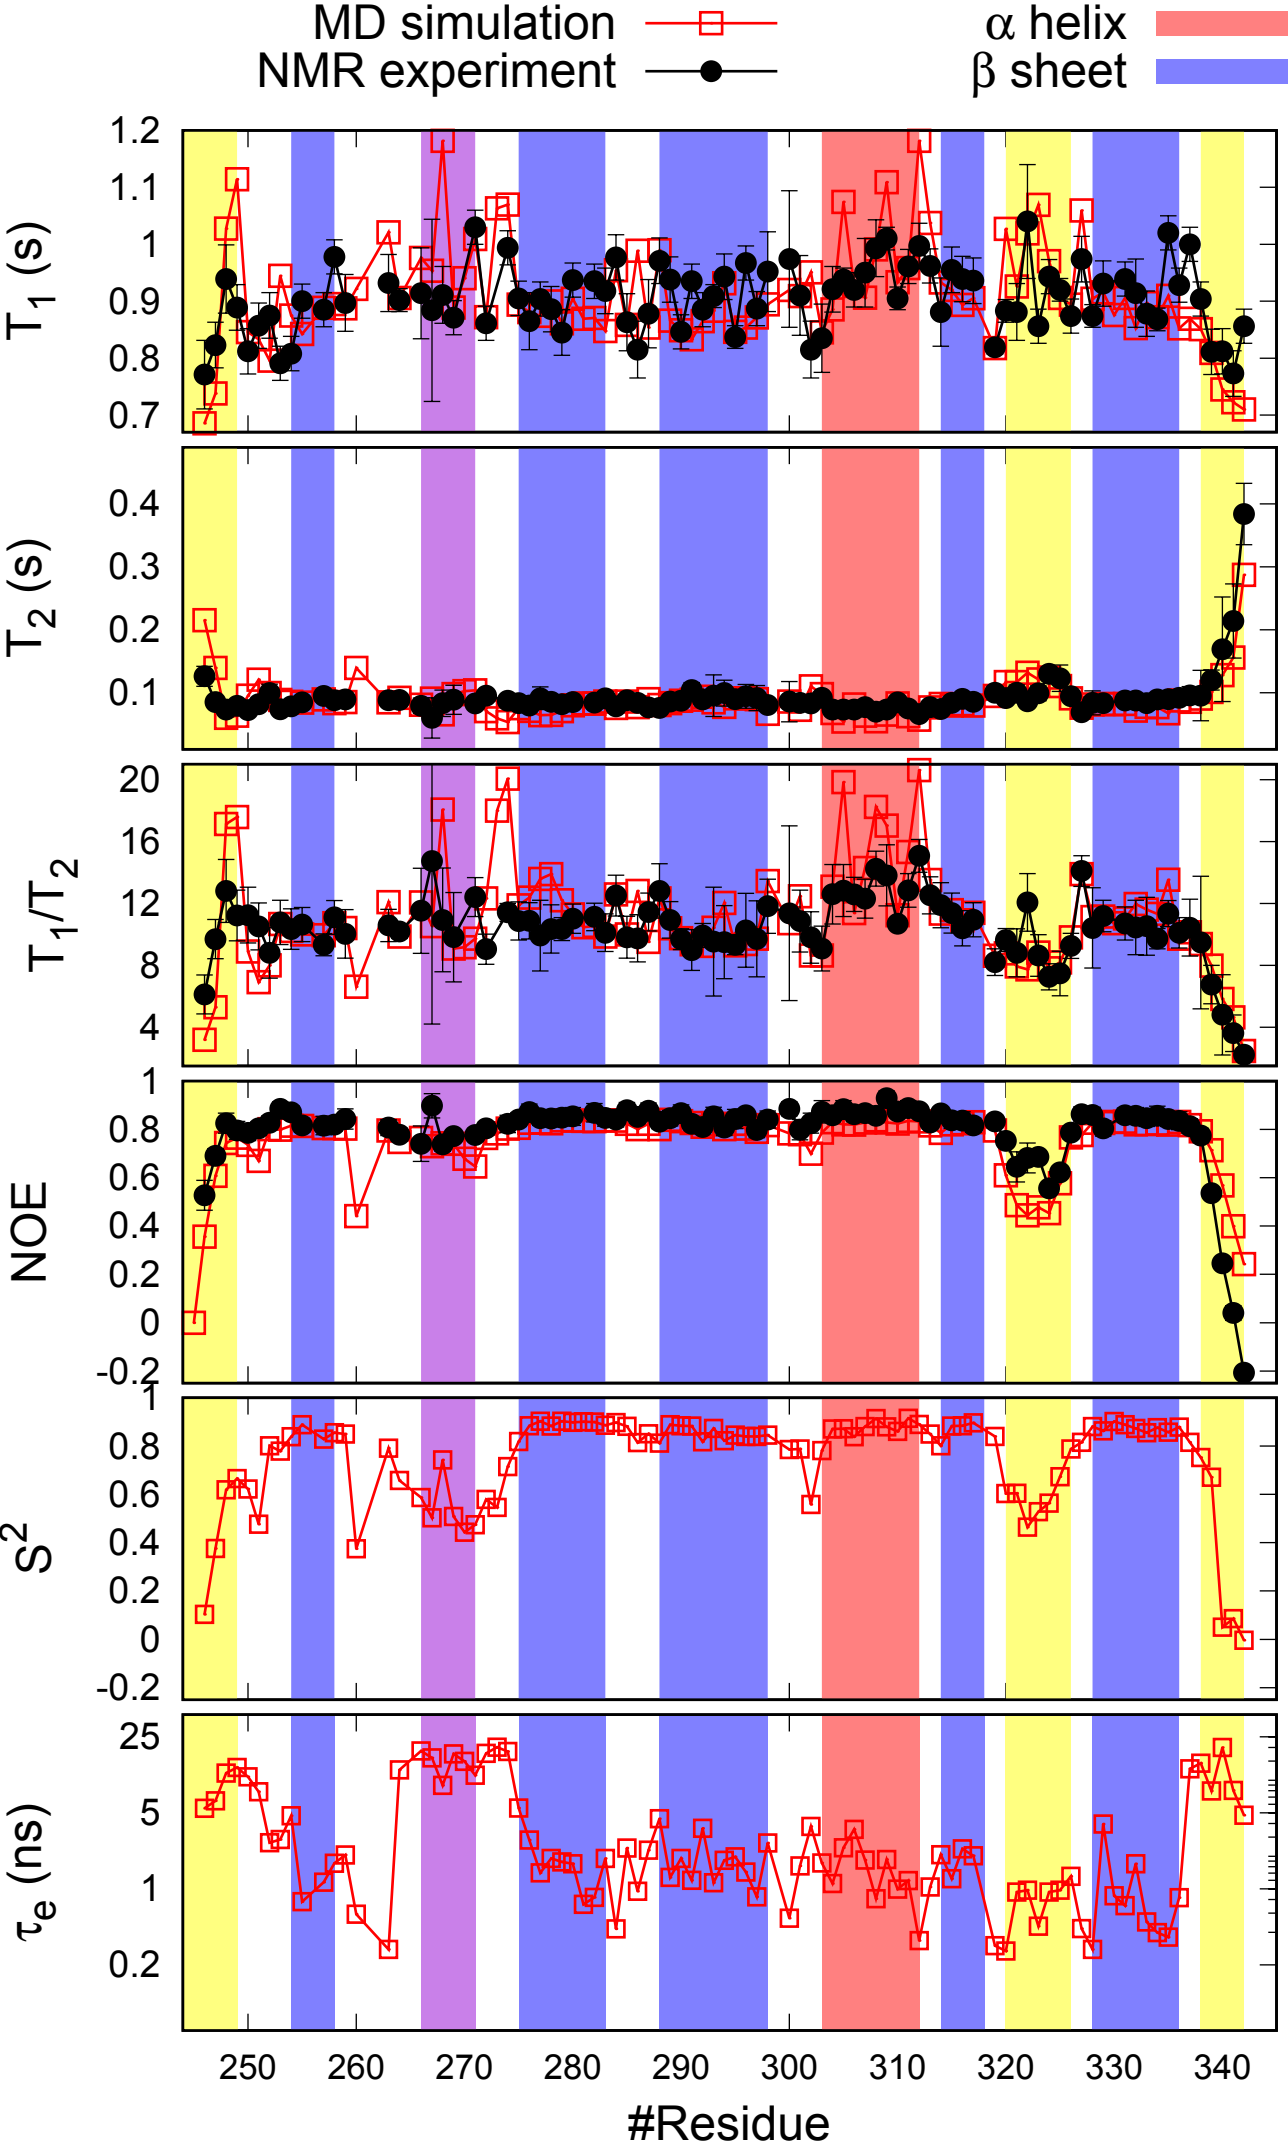 MD simulation
NMR experiment
α helix
β sheet
T1 (s)
1.2
1.1
1
0.9
0.8
0.7
T2 (s)
0.4
0.3
0.2
0.1
T1/T2
20
16
12
8
4
NOE
1
0.8
0.6
0.4
0.2
0
-0.2
S2
1
0.8
0.6
0.4
0.2
0
-0.2
τe (ns)
25
5
1
0.2
250 260 270 280 290 300 310 320 330 340
#Residue